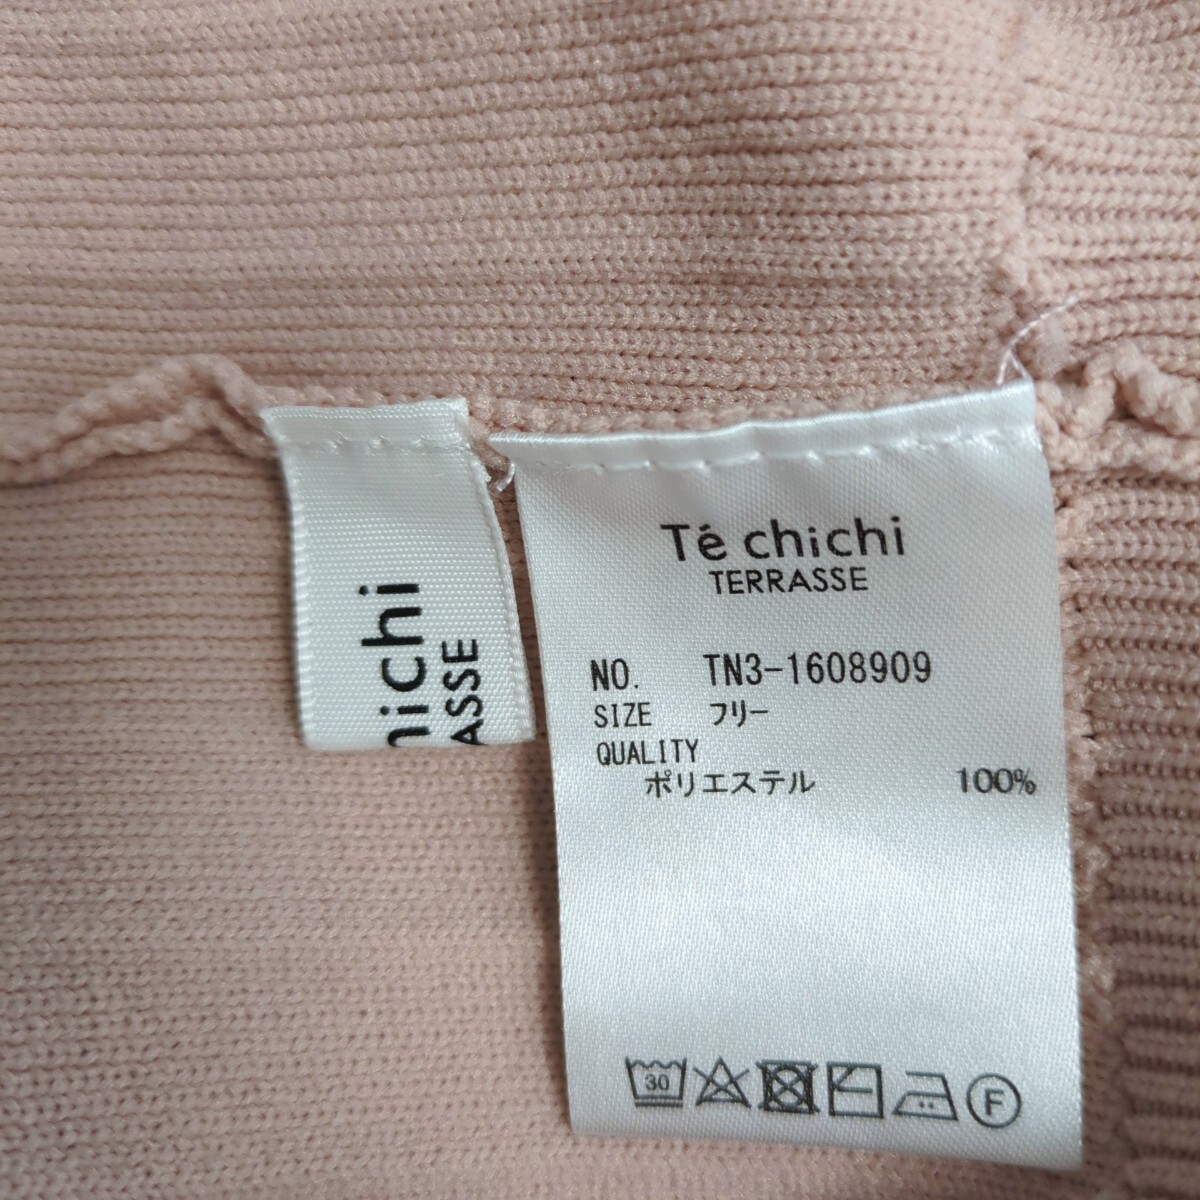 hichi
ASSE
Té chichi
TERRASSE
NO. TN3-1608909
SIZE フリー
QUALITY
ポリエステル 100%
30
F